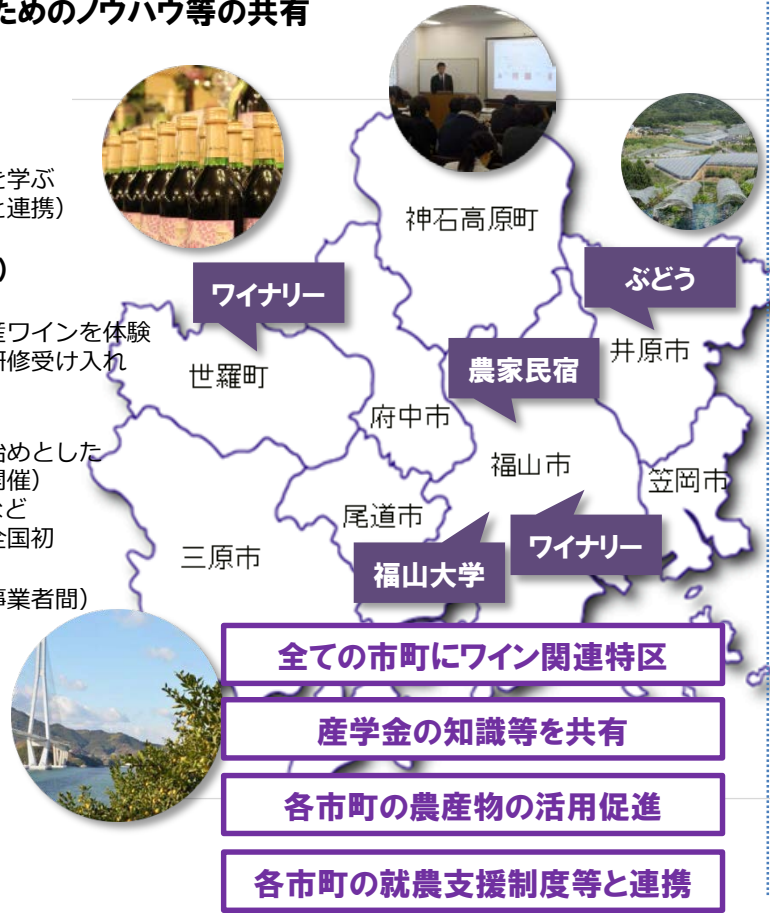 ためのノウハウ等の共有
を学ぶ
と連携）
）
産ワインを体験
研修受け入れ
始めとした
開催）
など
全国初
事業者間）
神石高原町
ワイナリー
ぶどう
世羅町
農家民宿
井原市
府中市
福山市
笠岡市
尾道市
三原市
ワイナリー
福山大学
全ての市町にワイン関連特区
産学金の知識等を共有
各市町の農産物の活用促進
各市町の就農支援制度等と連携